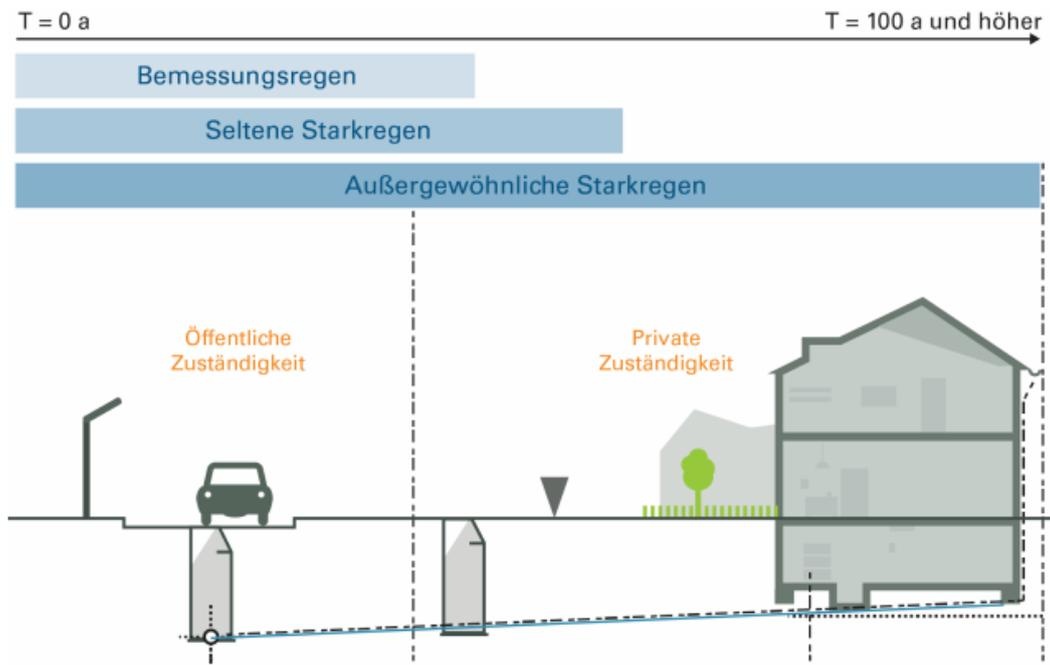 T = 0 a
T = 100 a und höher
Bemessungsregen
Seltene Starkregen
Außergewöhnliche Starkregen
Öffentliche
Zuständigkeit
Private
Zuständigkeit